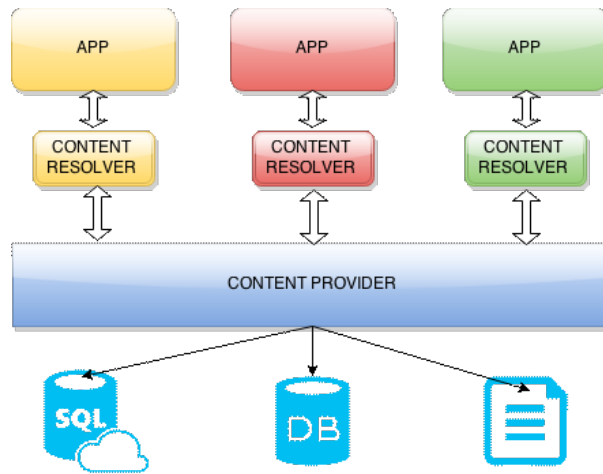 APP
APP
APP
CONTENT
RESOLVER
CONTENT
RESOLVER
CONTENT
RESOLVER
CONTENT PROVIDER
SQL
DB